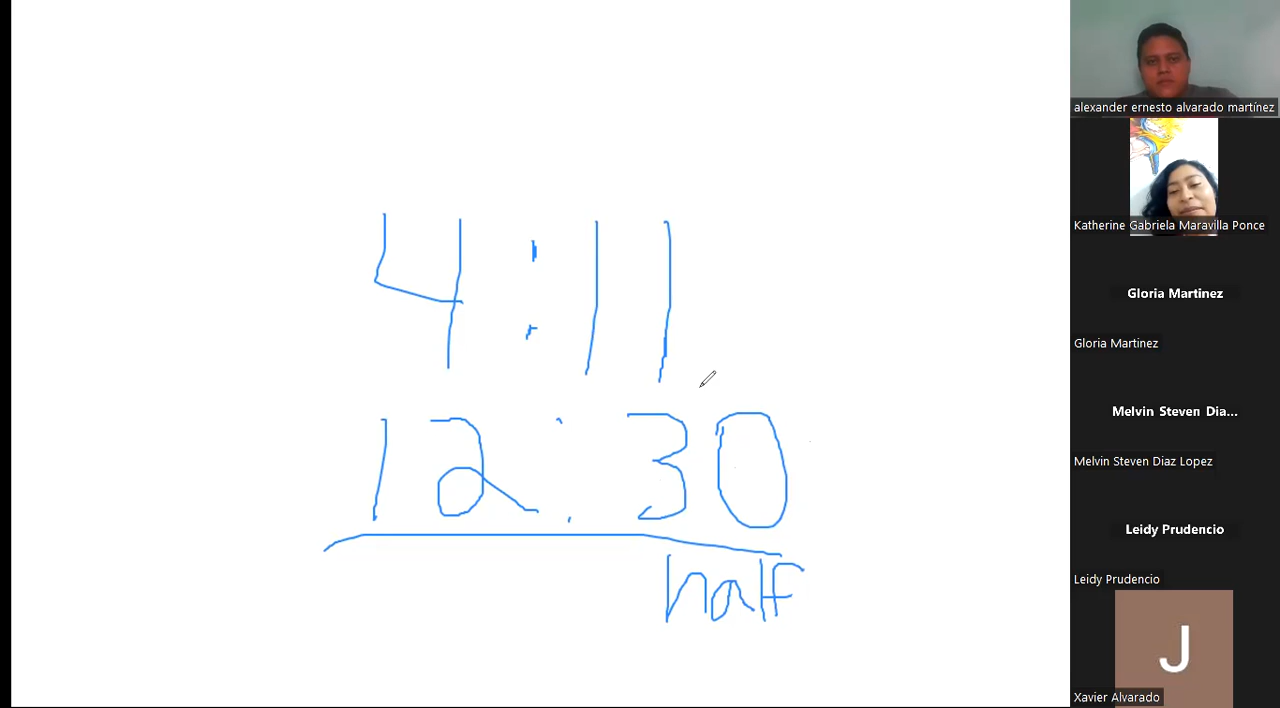 4:11
12:30
half
alexander ernesto alvarado martínez
Katherine Gabriela Maravilla Ponce
Gloria Martinez
Gloria Martinez
Melvin Steven Dia...
Melvin Steven Diaz Lopez
Leidy Prudencio
Leidy Prudencio
J
Xavier Alvarado